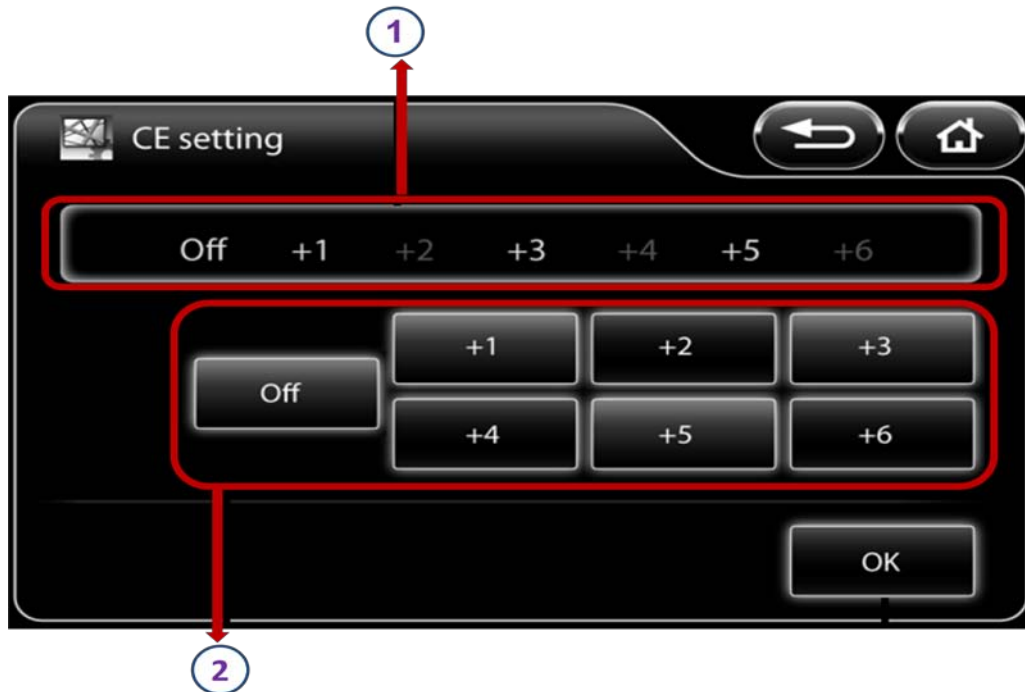 1
CE setting
Off +1 +2 +3 +4 +5 +6
+1 +2 +3
Off
+4 +5 +6
OK
2